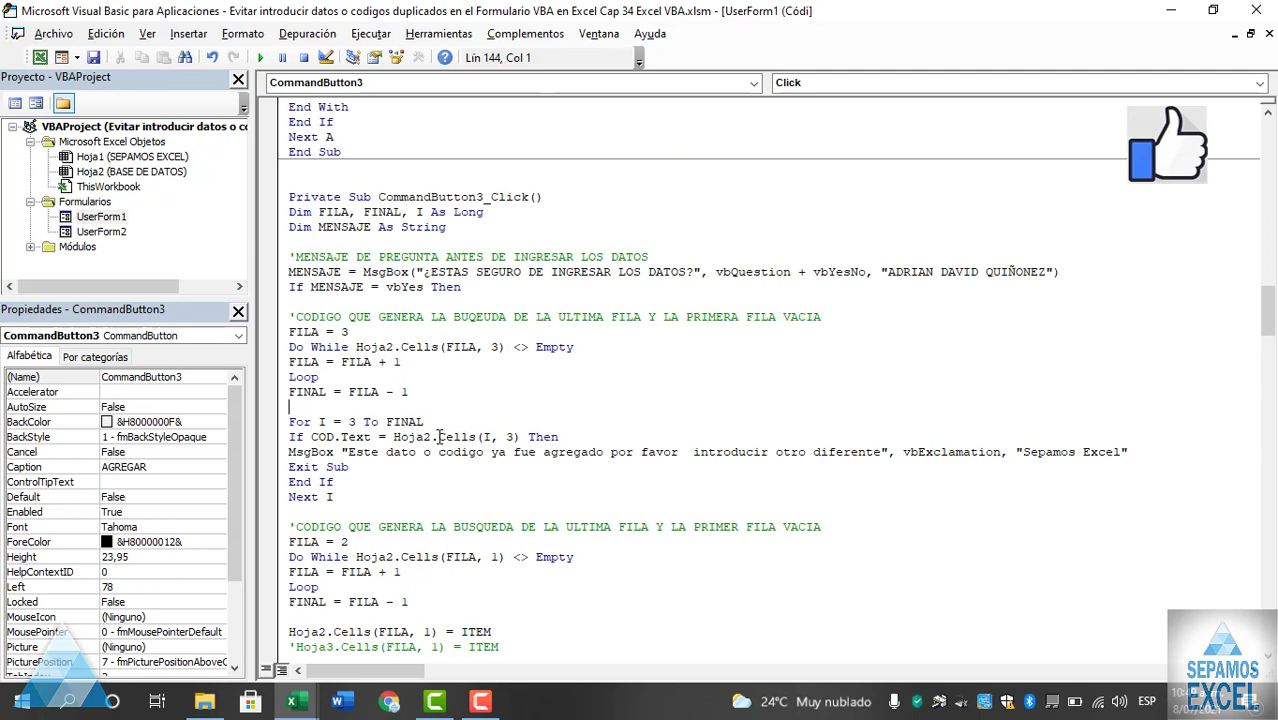 Microsoft Visual Basic para Aplicaciones - Evitar introducir datos o codigos duplicados en el Formulario VBA en Excel Cap 34 Excel VBA.xlsm - [UserForm1 (Códi)
Archivo Edición Ver Insertar Formato Depuración Ejecutar Herramientas Complementos Ventana Ayuda
Lín 144, Col 1
Proyecto - VBAProject
CommandButton3 Click
VBAProject (Evitar introducir datos o co
Microsoft Excel Objetos
Hoja1 (SEPAMOS EXCEL)
Hoja2 (BASE DE DATOS)
ThisWorkbook
Formularios
UserForm1
UserForm2
Módulos
Propiedades - CommandButton3
CommandButton3 CommandButton
Alfabética Por categorías
(Name) CommandButton3
Accelerator
AutoSize False
BackColor &H8000000F&
BackStyle 1 - fmBackStyleOpaque
Cancel False
Caption AGREGAR
ControlTipText
Default False
Enabled True
Font Tahoma
ForeColor &H80000012&
Height 23,95
HelpContextID 0
Left 78
Locked False
MouseIcon (Ninguno)
MousePointer 0 - fmMousePointerDefault
Picture (Ninguno)
PicturePosition 7 - fmPicturePositionAboveC
End With
End If
Next A
End Sub
Private Sub CommandButton3_Click()
Dim FILA, FINAL, I As Long
Dim MENSAJE As String
'MENSAJE DE PREGUNTA ANTES DE INGRESAR LOS DATOS
MENSAJE = MsgBox("¿ESTAS SEGURO DE INGRESAR LOS DATOS?", vbQuestion + vbYesNo, "ADRIAN DAVID QUIÑONEZ")
If MENSAJE = vbYes Then
'CODIGO QUE GENERA LA BUQEUDA DE LA ULTIMA FILA Y LA PRIMERA FILA VACIA
FILA = 3
Do While Hoja2.Cells(FILA, 3) <> Empty
FILA = FILA + 1
Loop
FINAL = FILA - 1
For I = 3 To FINAL
If COD.Text = Hoja2.Cells(I, 3) Then
MsgBox "Este dato o codigo ya fue agregado por favor  introducir otro diferente", vbExclamation, "Sepamos Excel"
Exit Sub
End If
Next I
'CODIGO QUE GENERA LA BUSQUEDA DE LA ULTIMA FILA Y LA PRIMER FILA VACIA
FILA = 2
Do While Hoja2.Cells(FILA, 1) <> Empty
FILA = FILA + 1
Loop
FINAL = FILA - 1
Hoja2.Cells(FILA, 1) = ITEM
'Hoja3.Cells(FILA, 1) = ITEM
SEPAMOS
EXCEL
24°C Muy nublado
ESP